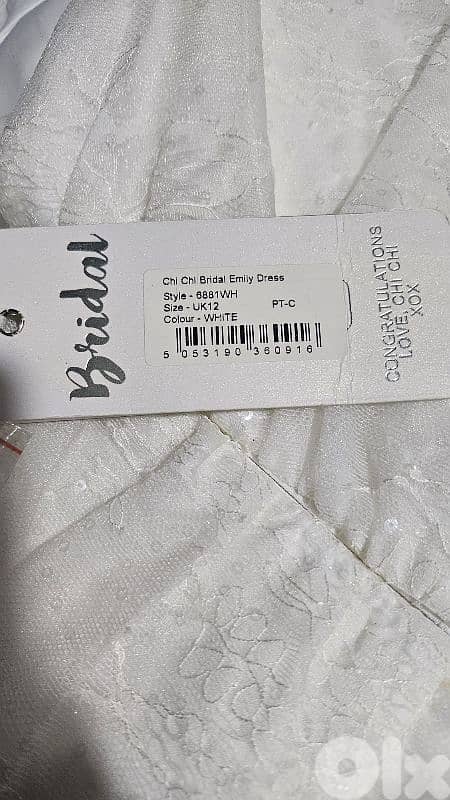 Bridal
Chi Chi Bridal Emily Dress
Style - 6881WH
Size - UK12 PT-C
Colour - WHITE
5 053190 360916
CONGRATULATIONS
LOVE, CHI CHI
XOX
Olx